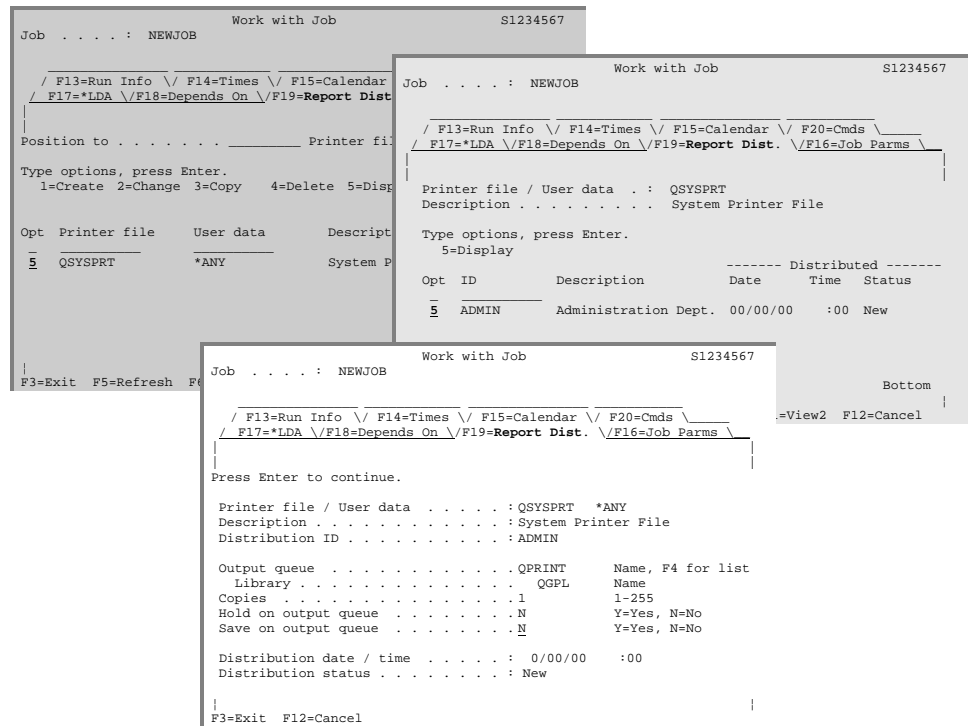 Work with Job S1234567
Job . . . . : NEWJOB
/ F13=Run Info \/ F14=Times \/ F15=Calendar
/ F17=*LDA \/F18=Depends On \/F19=Report Dist
Position to . . . . . . . ________ Printer fil
Type options, press Enter.
1=Create 2=Change 3=Copy 4=Delete 5=Disp
Opt Printer file User data Descript
5 QSYSPRT *ANY System P
F3=Exit F5=Refresh F6
Work with Job S1234567
Job . . . . : NEWJOB
/ F13=Run Info \/ F14=Times \/ F15=Calendar \/ F20=Cmds \_____
/ F17=*LDA \/F18=Depends On \/F19=Report Dist. \/F16=Job Parms \__
Printer file / User data . : QSYSPRT
Description . . . . . . . . . System Printer File
Type options, press Enter.
5=Display
------- Distributed -------
Opt ID Description Date Time Status
5 ADMIN Administration Dept. 00/00/00 :00 New
Bottom
=View2 F12=Cancel
Work with Job S1234567
Job . . . . : NEWJOB
/ F13=Run Info \/ F14=Times \/ F15=Calendar \/ F20=Cmds \_____
/ F17=*LDA \/F18=Depends On \/F19=Report Dist. \/F16=Job Parms \__
Press Enter to continue.
Printer file / User data . . . . . : QSYSPRT *ANY
Description . . . . . . . . . . . . : System Printer File
Distribution ID . . . . . . . . . . : ADMIN
Output queue . . . . . . . . . . . . QPRINT Name, F4 for list
Library . . . . . . . . . . . . . . QGPL Name
Copies . . . . . . . . . . . . . . . 1 1-255
Hold on output queue . . . . . . . . N Y=Yes, N=No
Save on output queue . . . . . . . . N Y=Yes, N=No
Distribution date / time . . . . . : 0/00/00 :00
Distribution status . . . . . . . . : New
F3=Exit F12=Cancel